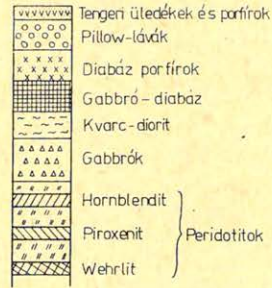 Tengeri üledékek és porfírok
Pillow-lávák
Diabáz porfírok
Gabbró-diabáz
Kvarc-diorit
Gabbrók
Hornblendit
Piroxenit
Peridotitok
Wehrlit